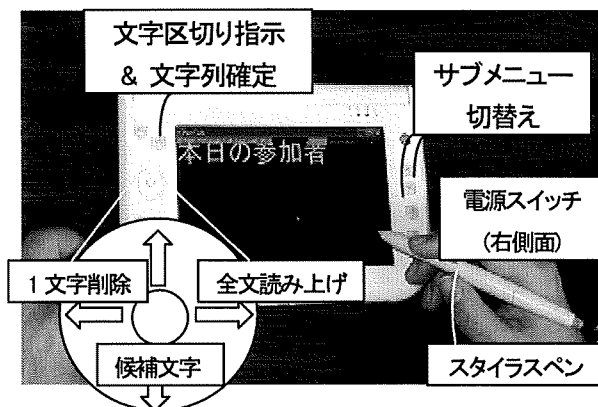 文字区切り指示
& 文字列確定
サブメニュー
切替え
本日の参加者
電源スイッチ
(右側面)
1文字削除
全文読み上げ
候補文字
スタイラスペン